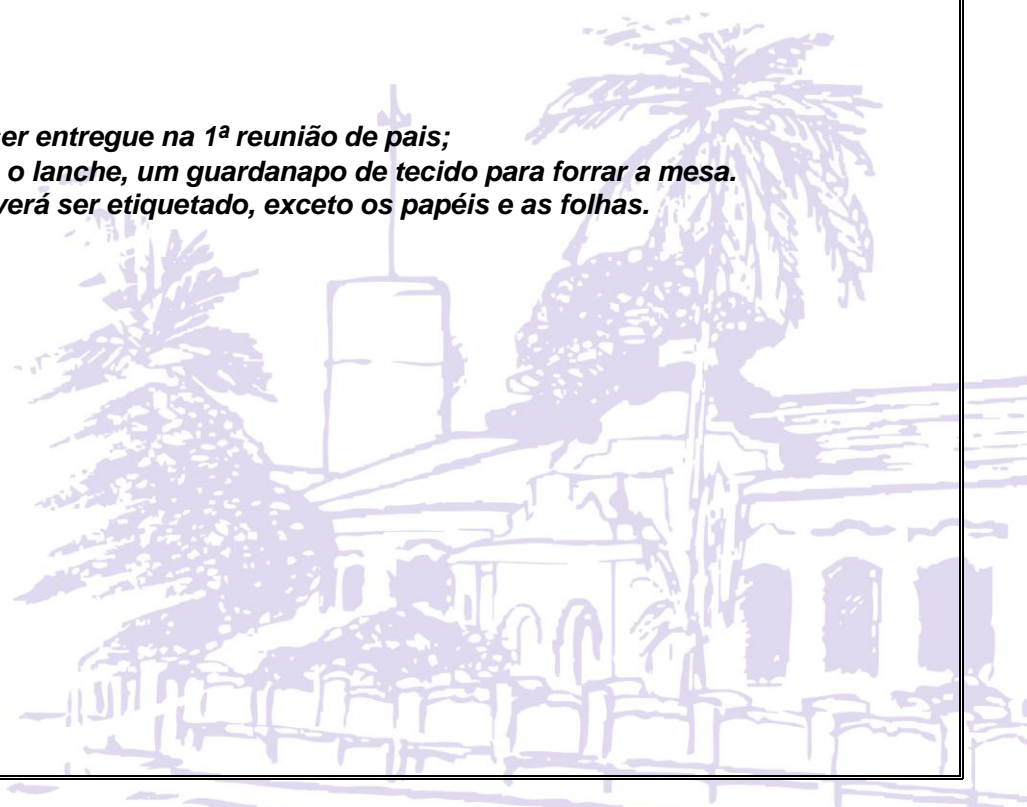 er entregue na 1ª reunião de pais;
o lanche, um guardanapo de tecido para forrar a mesa.
verá ser etiquetado, exceto os papéis e as folhas.